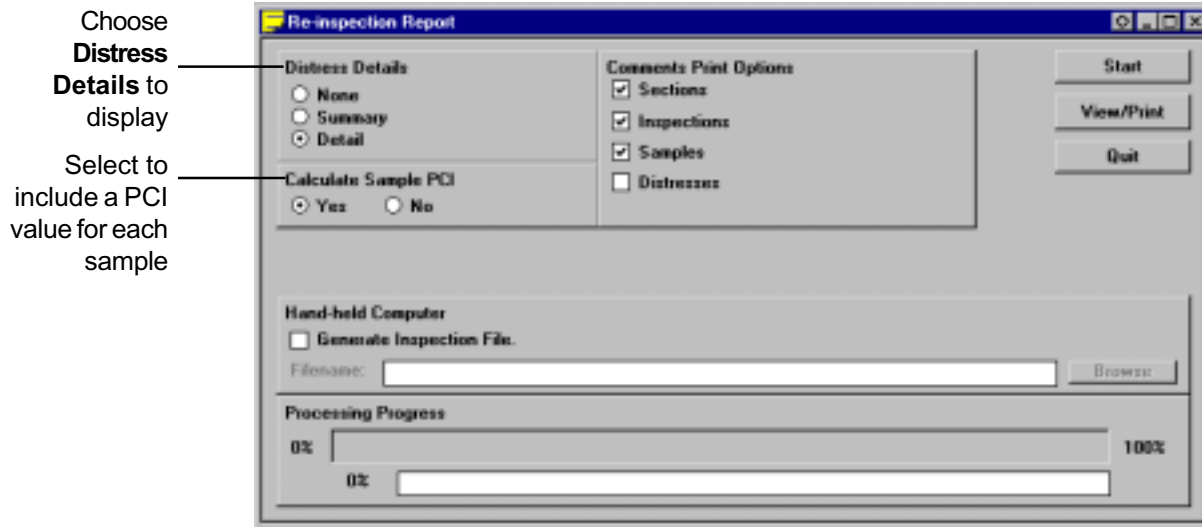 Choose
Distress
Details to
display
Select to
include a PCI
value for each
sample
Re-inspection Report
Distress Details
None
Summary
Detail
Calculate Sample PCI
Yes No
Comments Print Options
Sections
Inspections
Samples
Distresses
Start
View/Print
Quit
Hand-held Computer
Generate Inspection File.
Filename: Browse
Processing Progress
0% 100%
0%